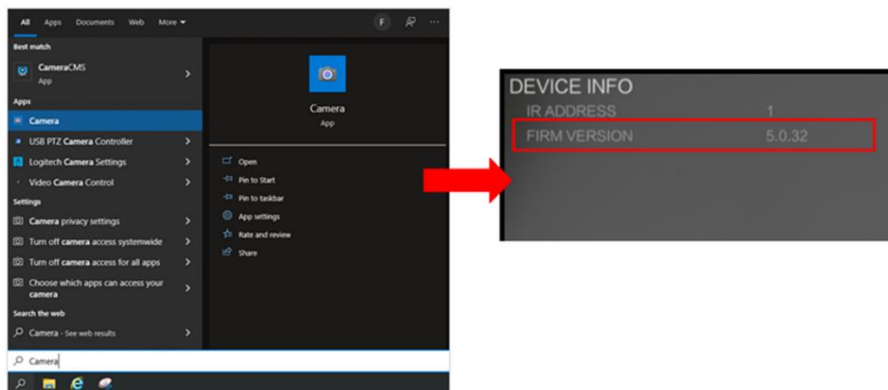 All Apps Documents Web More
F
Best match
CameraCMS
App
Apps
Camera
USB PTZ Camera Controller
Logitech Camera Settings
Video Camera Control
Settings
Camera privacy settings
Turn off camera access systemwide
Turn off camera access for all apps
Choose which apps can access your
camera
Search the web
Camera - See web results
Camera
Camera
App
Open
Pin to Start
Pin to taskbar
App settings
Rate and review
Share
DEVICE INFO
IR ADDRESS 1
FIRM VERSION 5.0.32